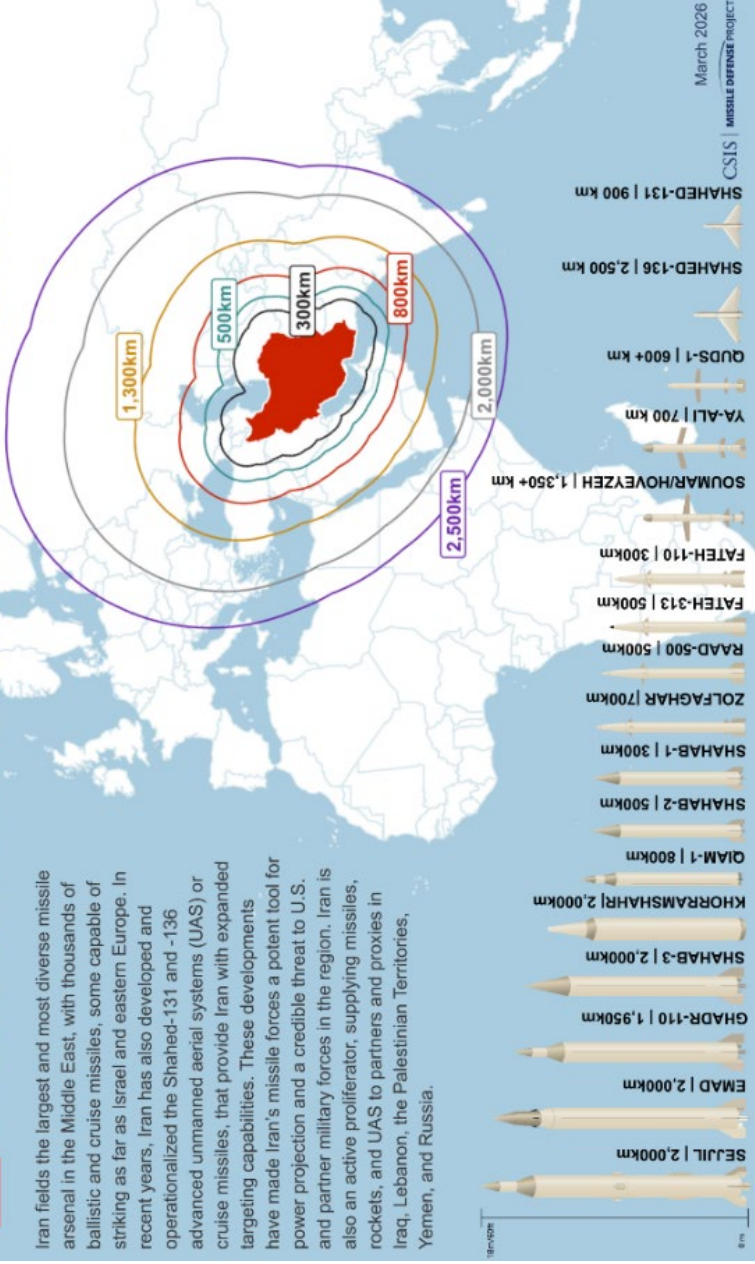 Iran fields the largest and most diverse missile
arsenal in the Middle East, with thousands of
ballistic and cruise missiles, some capable of
striking as far as Israel and eastern Europe. In
recent years, Iran has also developed and
operationalized the Shahed-131 and -136
advanced unmanned aerial systems (UAS) or
cruise missiles, that provide Iran with expanded
targeting capabilities. These developments
have made Iran's missile forces a potent tool for
power projection and a credible threat to U.S.
and partner military forces in the region. Iran is
also an active proliferator, supplying missiles,
rockets, and UAS to partners and proxies in
Iraq, Lebanon, the Palestinian Territories,
Yemen, and Russia.
1,300km
500km
300km
800km
2,000km
2,500km
SEJJIL | 2,000km
EMAD | 2,000km
GHADR-110 | 1,950km
SHAHAB-3 | 2,000km
KHORRAMSHAHR| 2,000km
QIAM-1 | 800km
SHAHAB-2 | 500km
SHAHAB-1 | 300km
ZOLFAGHAR |700km
RAAD-500 | 500km
FATEH-313 | 500km
FATEH-110 | 300km
SOUMAR/HOVEYZEH | 1,350+ km
YA-ALI | 700 km
QUDS-1 | 600+ km
SHAHED-136 | 2,500 km
SHAHED-131 | 900 km
0 m
March 2026
CSIS | MISSILE DEFENSE PROJECT